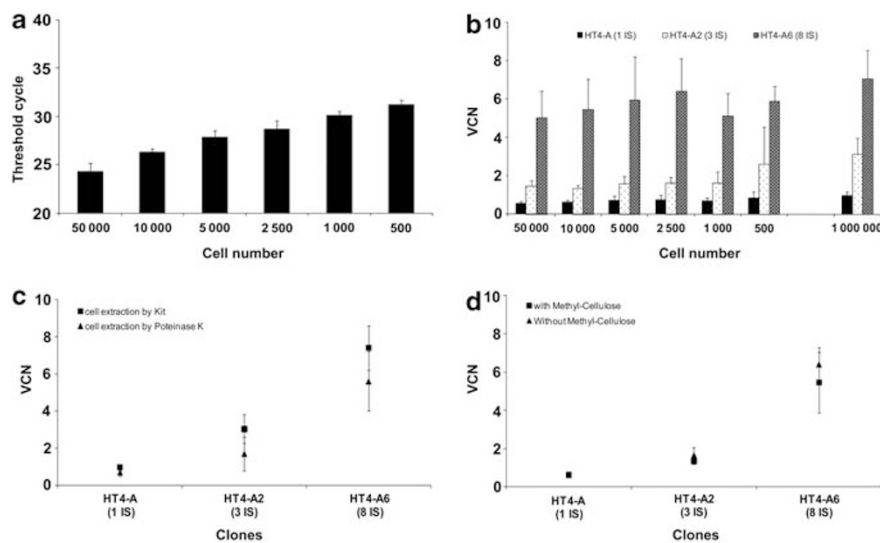 a
Threshold cycle
40
35
30
25
20
50 000 10 000 5 000 2 500 1 000 500
Cell number
b
HT4-A (1 IS) HT4-A2 (3 IS) HT4-A6 (8 IS)
VCN
10
8
6
4
2
0
50 000 10 000 5 000 2 500 1 000 500 1 000 000
Cell number
c
cell extraction by Kit
cell extraction by Poteinase K
VCN
10
8
6
4
2
0
HT4-A HT4-A2 HT4-A6
(1 IS) (3 IS) (8 IS)
Clones
d
with Methyl-Cellulose
Without Methyl-Cellulose
VCN
10
8
6
4
2
0
HT4-A HT4-A2 HT4-A6
(1 IS) (3 IS) (8 IS)
Clones